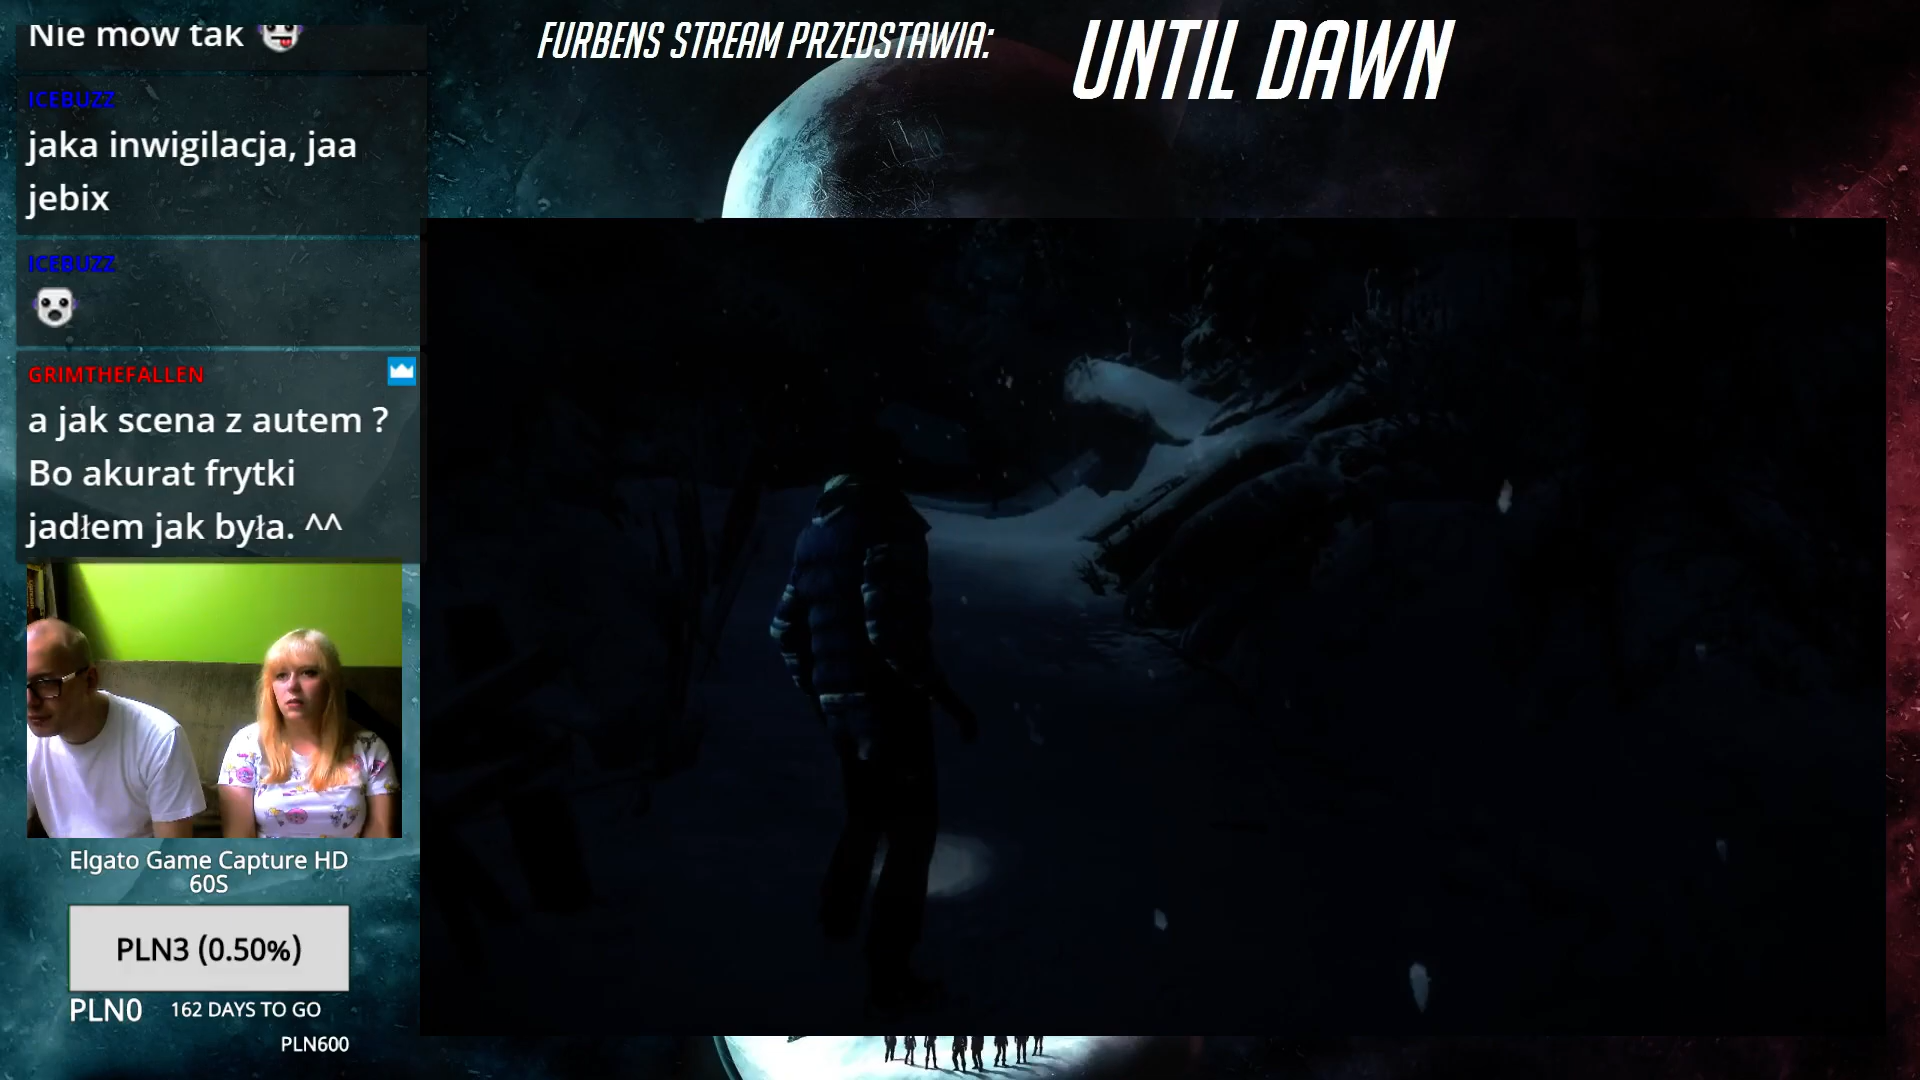 Nie mow tak
ICEBUZZ
jaka inwigilacja, jaa
jebix
ICEBUZZ
GRIMTHEFALLEN
a jak scena z autem ?
Bo akurat frytki
jadłem jak była. ^^
FURBENS STREAM PRZEDSTAWIA:
UNTIL DAWN
Elgato Game Capture HD
60S
PLN3 (0.50%)
PLN0 162 DAYS TO GO
PLN600